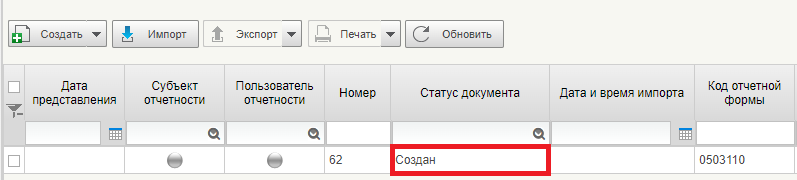 Создать Импорт Экспорт Печать Обновить
Дата представления Субъект отчетности Пользователь отчетности Номер Статус документа Дата и время импорта Код отчетной формы
62 Создан 0503110